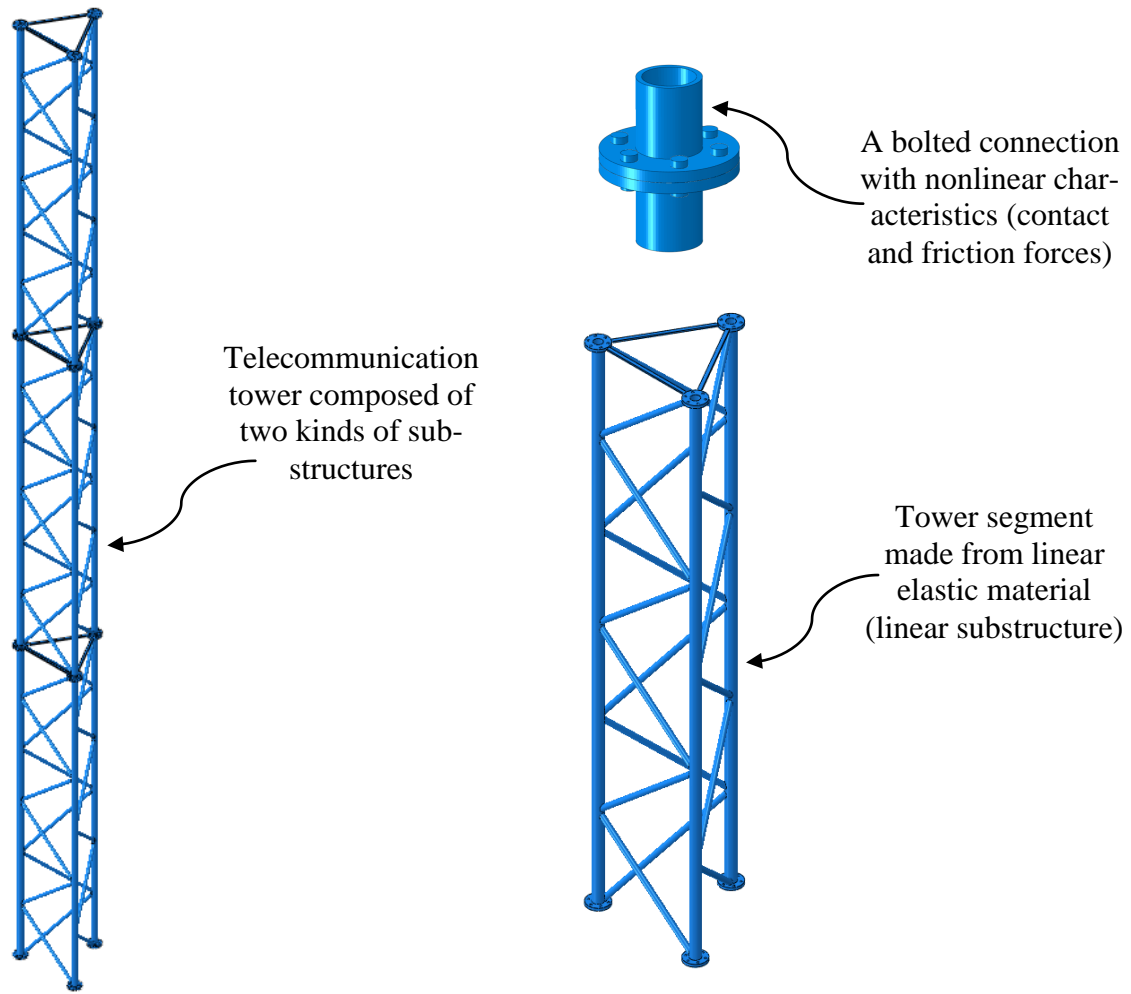 Telecommunication
tower composed of
two kinds of sub-
structures
A bolted connection
with nonlinear char-
acteristics (contact
and friction forces)
Tower segment
made from linear
elastic material
(linear substructure)